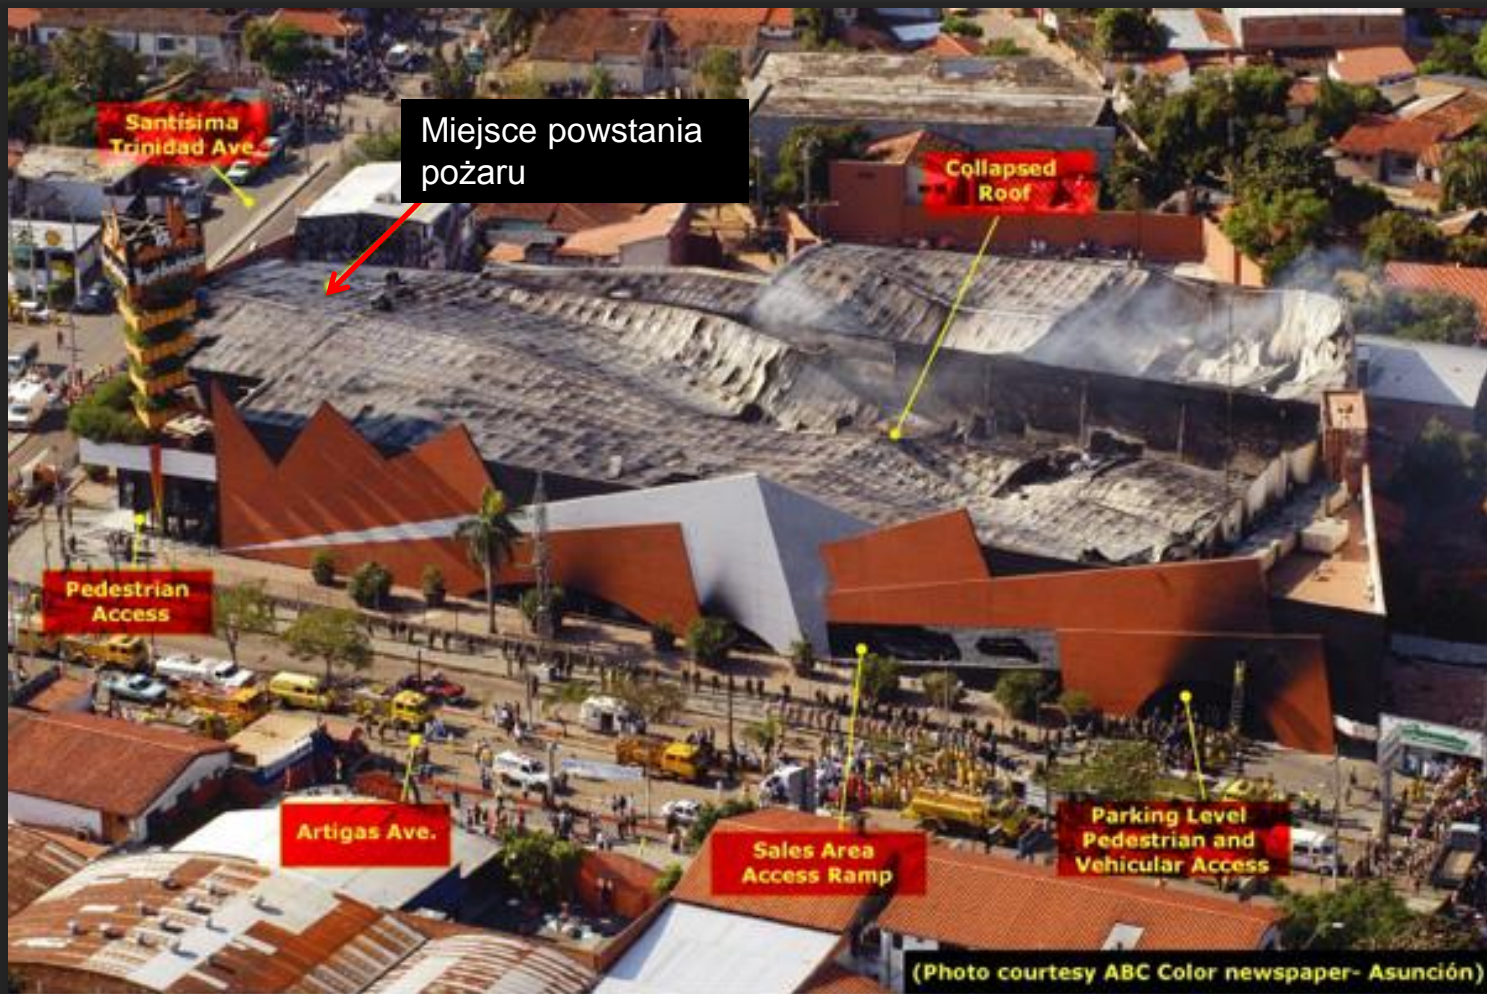 Santísima
Trinidad Ave.
Miejsce powstania
pożaru
Collapsed
Roof
Pedestrian
Access
Artigas Ave.
Sales Area
Access Ramp
Parking Level
Pedestrian and
Vehicular Access
(Photo courtesy ABC Color newspaper- Asunción)